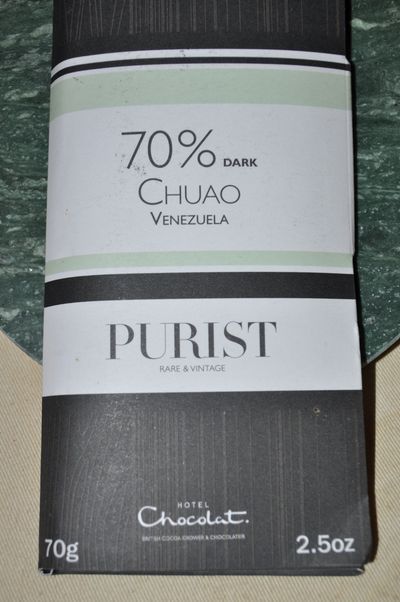 70% DARK
CHUAO
VENEZUELA
PURIST
RARE & VINTAGE
HOTEL
Chocolat.
BRITISH COCOA GROWER & CHOCOLATIER
70g 2.5oz